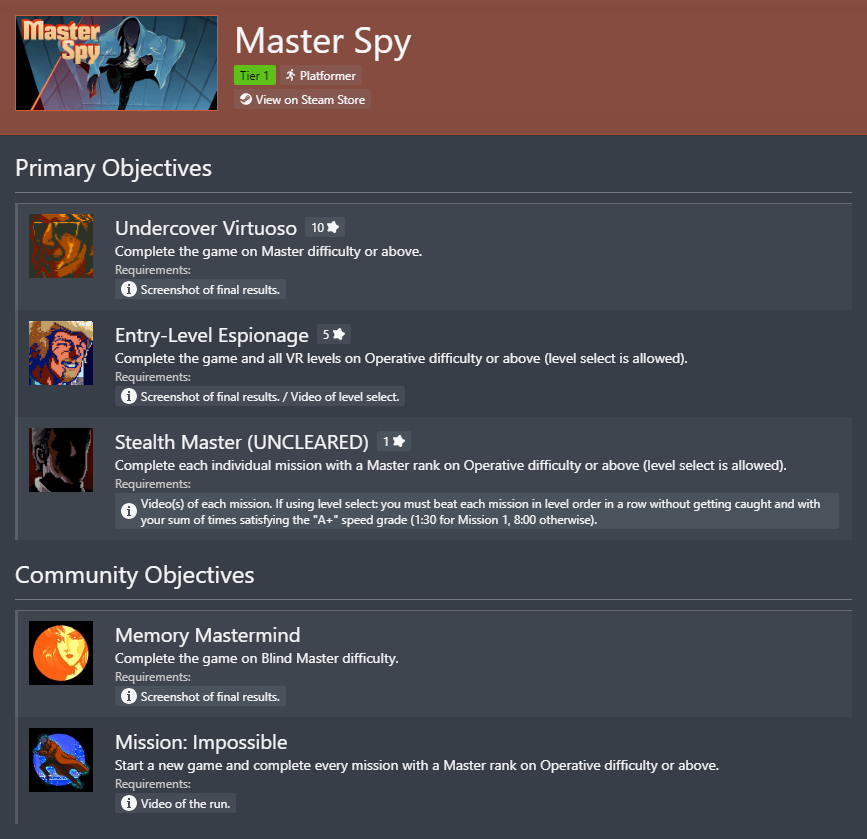 Master
Spy
Master Spy
Tier 1 Platformer
View on Steam Store
Primary Objectives
Undercover Virtuoso 10
Complete the game on Master difficulty or above.
Requirements:
Screenshot of final results.
Entry-Level Espionage 5
Complete the game and all VR levels on Operative difficulty or above (level select is allowed).
Requirements:
Screenshot of final results. / Video of level select.
Stealth Master (UNCLEARED) 1
Complete each individual mission with a Master rank on Operative difficulty or above (level select is allowed).
Requirements:
Video(s) of each mission. If using level select: you must beat each mission in level order in a row without getting caught and with
your sum of times satisfying the "A+" speed grade (1:30 for Mission 1, 8:00 otherwise).
Community Objectives
Memory Mastermind
Complete the game on Blind Master difficulty.
Requirements:
Screenshot of final results.
Mission: Impossible
Start a new game and complete every mission with a Master rank on Operative difficulty or above.
Requirements:
Video of the run.